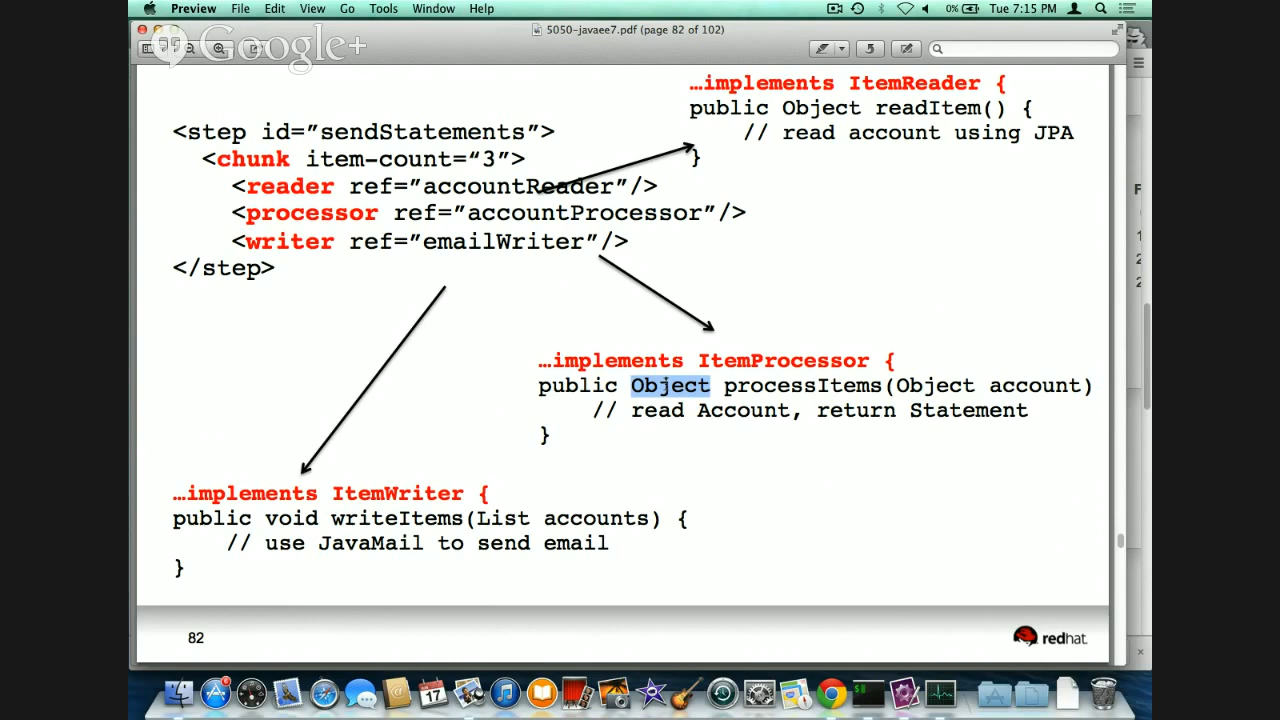 Preview File Edit View Go Tools Window Help 0% Tue 7:15 PM
5050-javaee7.pdf (page 82 of 102)
Google+
…implements ItemReader {
public Object readItem() {
// read account using JPA
}
<step id=”sendStatements”>
<chunk item-count=“3”>
<reader ref=”accountReader”/>
<processor ref=”accountProcessor”/>
<writer ref=”emailWriter”/>
</step>
…implements ItemProcessor {
public Object processItems(Object account)
// read Account, return Statement
}
…implements ItemWriter {
public void writeItems(List accounts) {
// use JavaMail to send email
}
82
redhat.
17